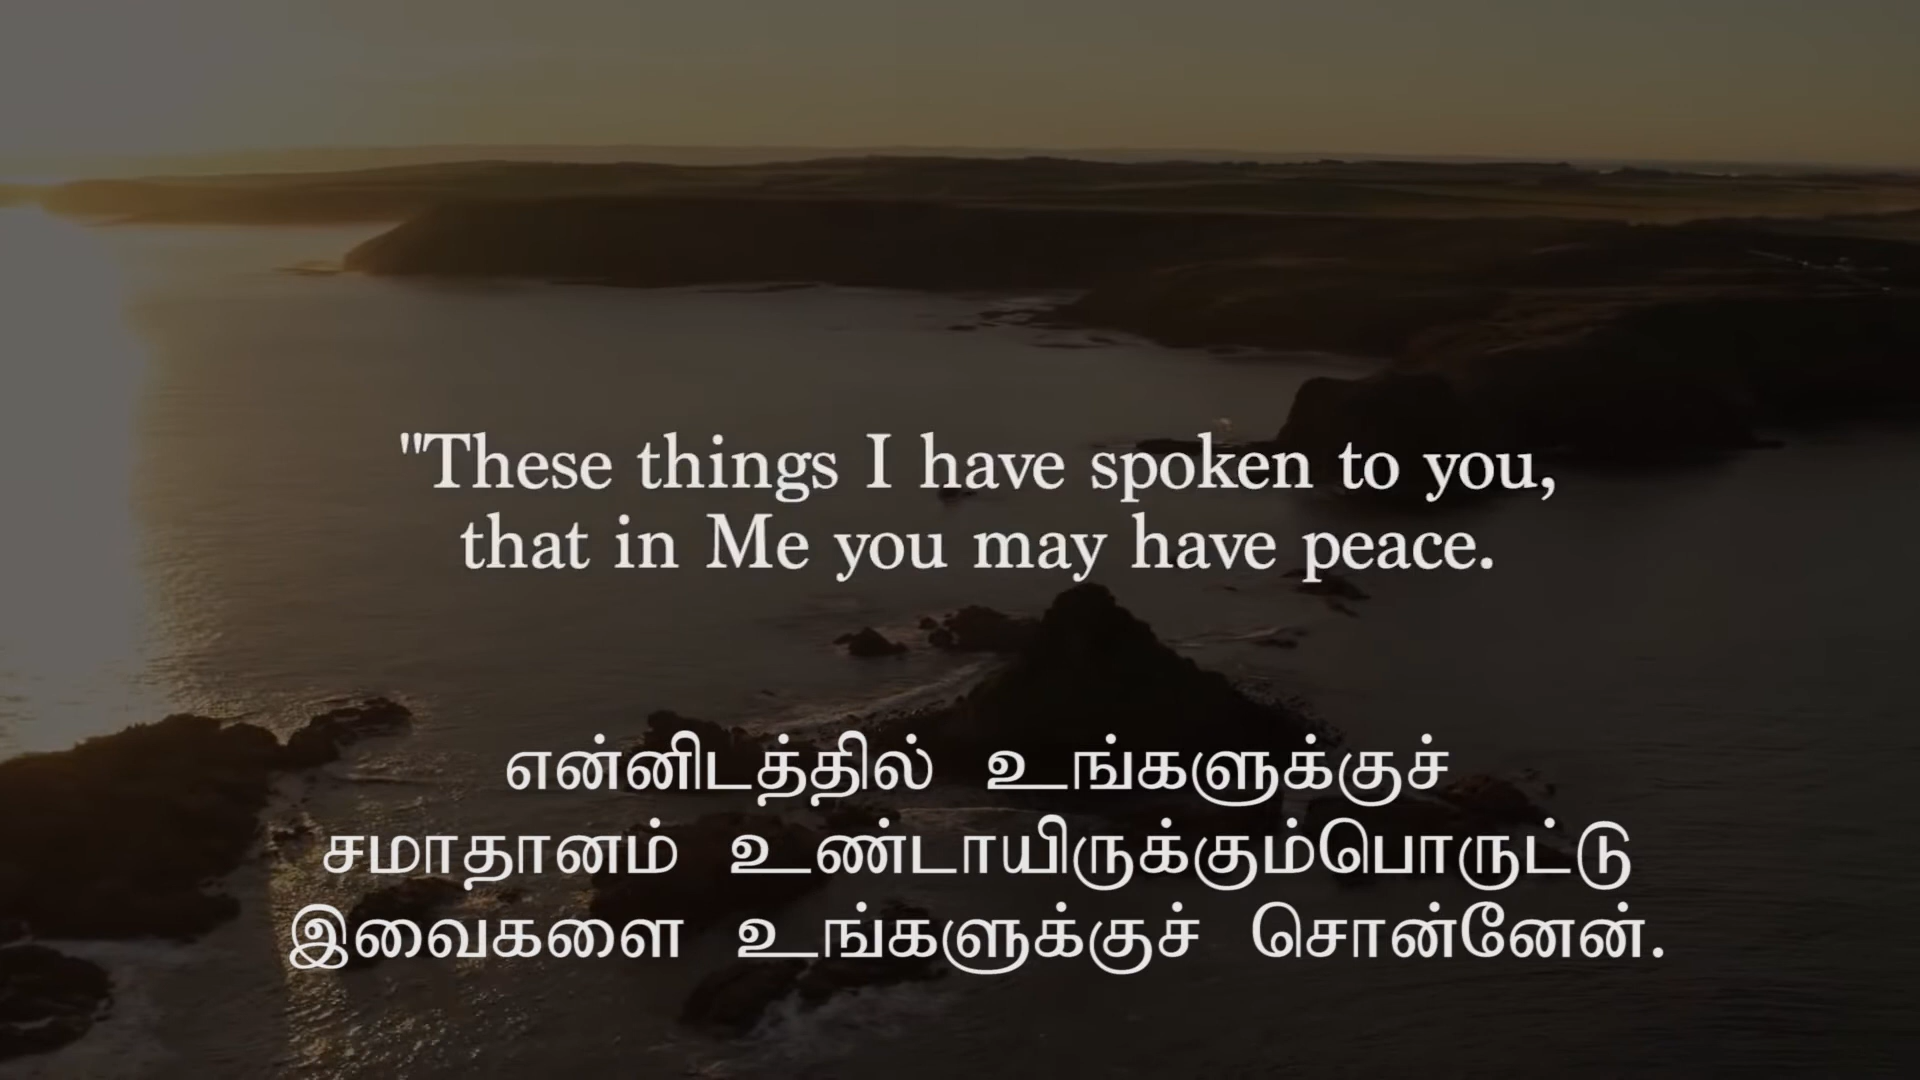 "These things I have spoken to you,
that in Me you may have peace.
என்னிடத்தில் உங்களுக்குச்
சமாதானம் உண்டாயிருக்கும்பொருட்டு
இவைகளை உங்களுக்குச் சொன்னேன்.